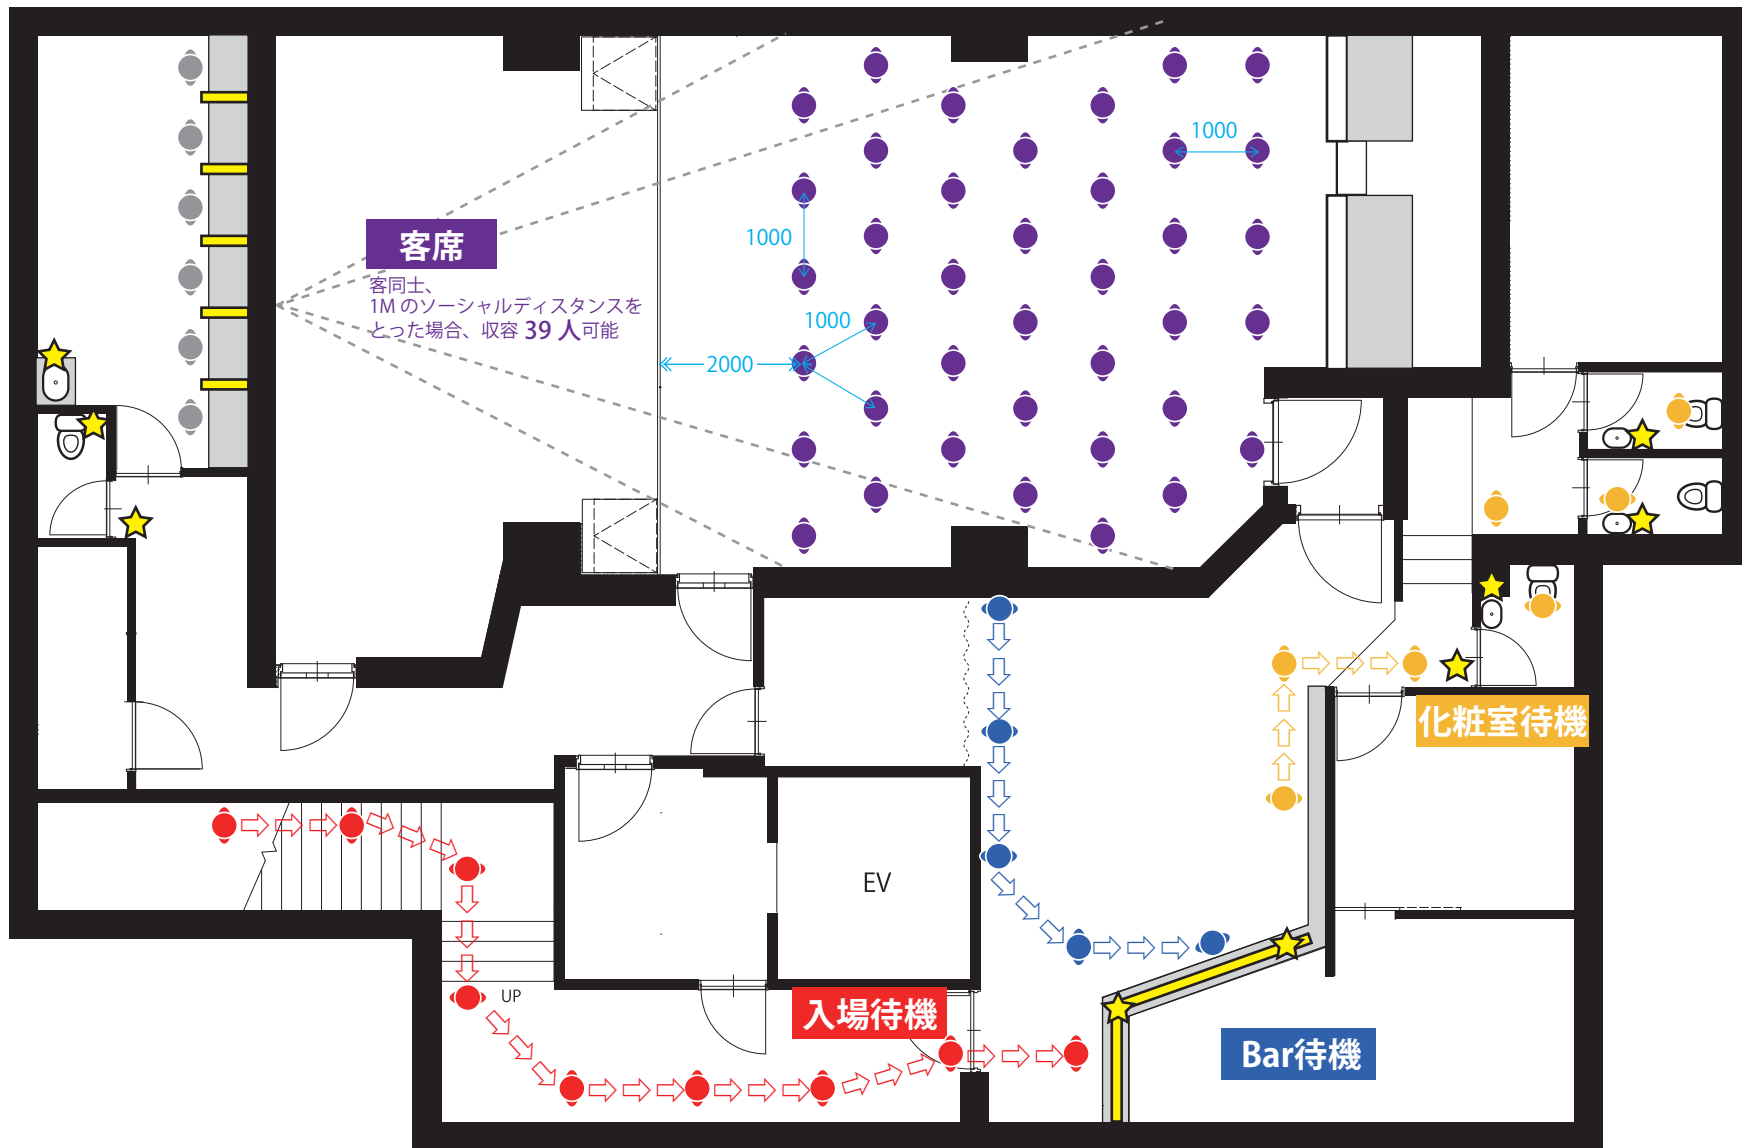 1000
1000
客席
客同士、
1Mのソーシャルディスタンスを
とった場合、収容 39 人可能
1000
2000
化粧室待機
EV
UP
入場待機
Bar待機